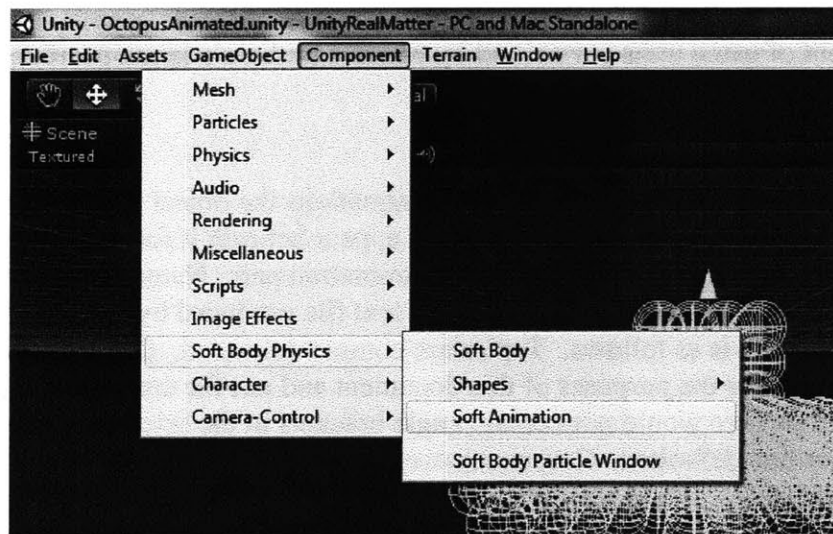 Unity - OctopusAnimated.unity - UnityRealMatter - PC and Mac Standalone
File Edit Assets GameObject Component Terrain Window Help
Mesh
Particles
Scene
Textured
Physics
Audio
Rendering
Miscellaneous
Scripts
Image Effects
Soft Body Physics
Character
Camera-Control
Soft Body
Shapes
Soft Animation
Soft Body Particle Window